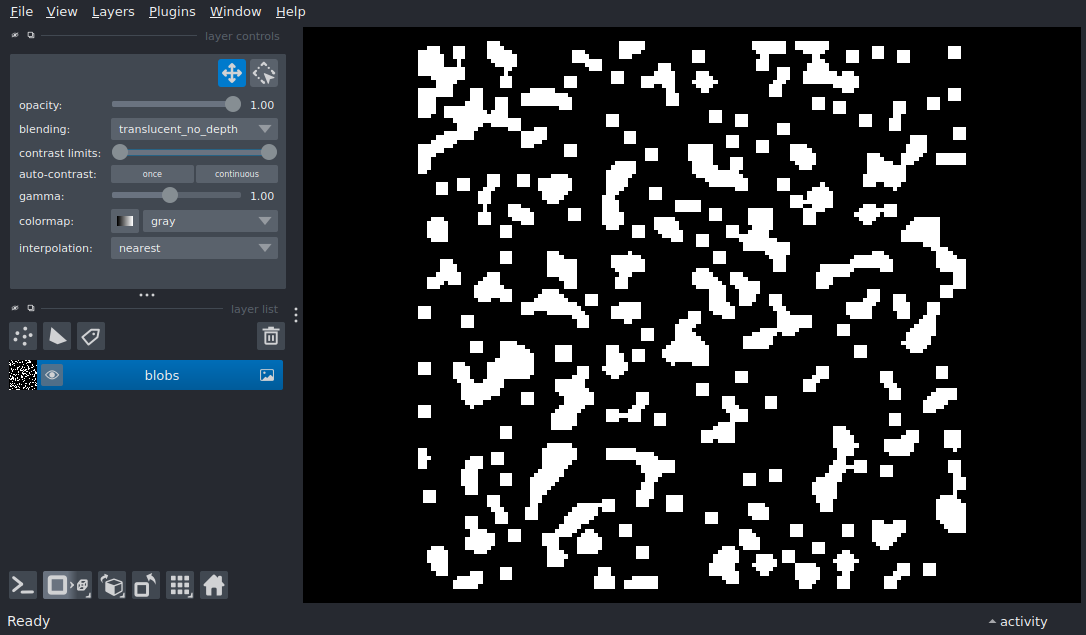 File View Layers Plugins Window Help
layer controls
opacity: 1.00
blending: translucent_no_depth
contrast limits:
auto-contrast: once continuous
gamma: 1.00
colormap: gray
interpolation: nearest
layer list
blobs
Ready activity